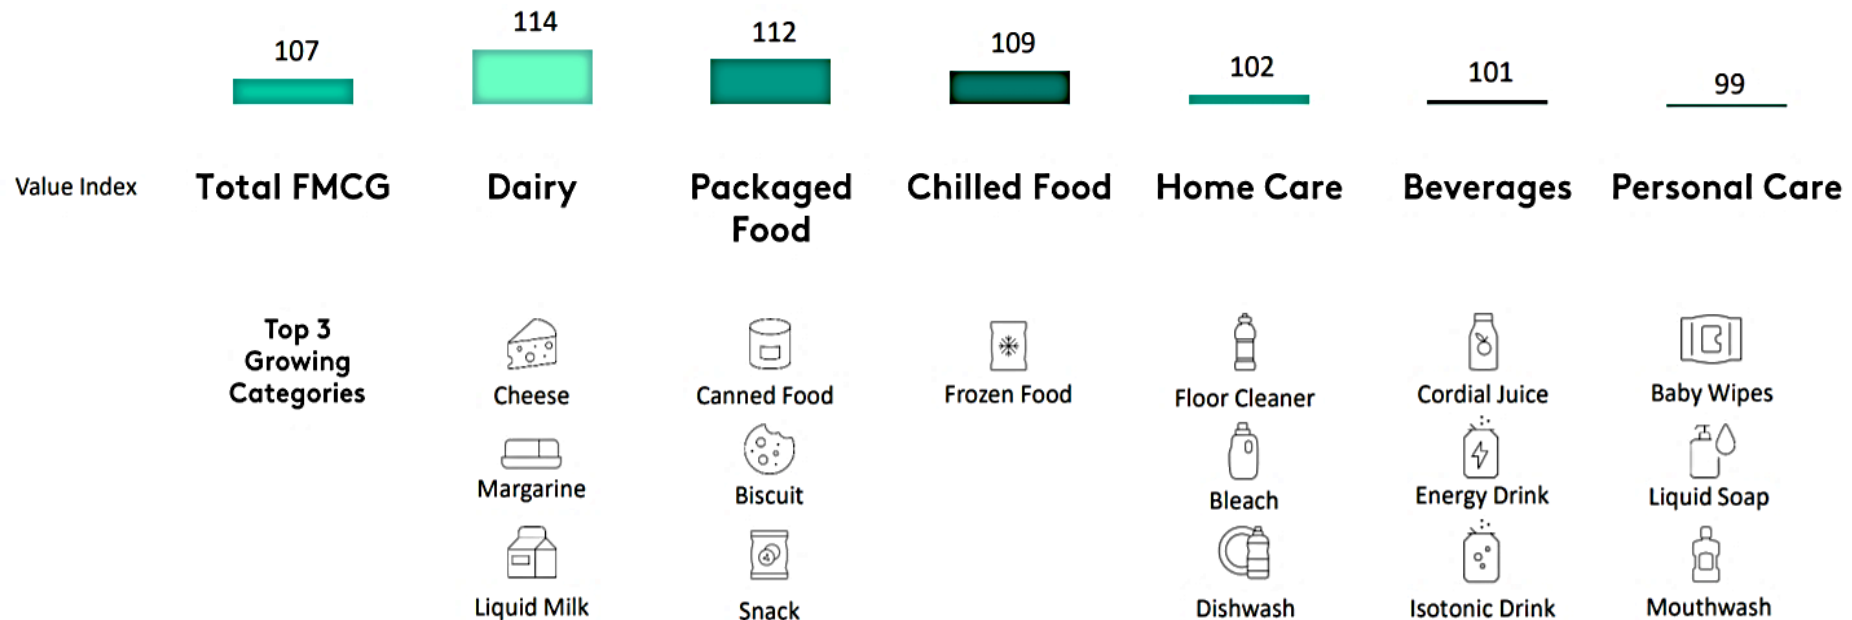 107
114
112
109
102
101
99
Value Index
Total FMCG
Dairy
Packaged
Food
Chilled Food
Home Care
Beverages
Personal Care
Top 3
Growing
Categories
Cheese
Canned Food
Frozen Food
Floor Cleaner
Cordial Juice
Baby Wipes
Margarine
Biscuit
Bleach
Energy Drink
Liquid Soap
Liquid Milk
Snack
Dishwash
Isotonic Drink
Mouthwash